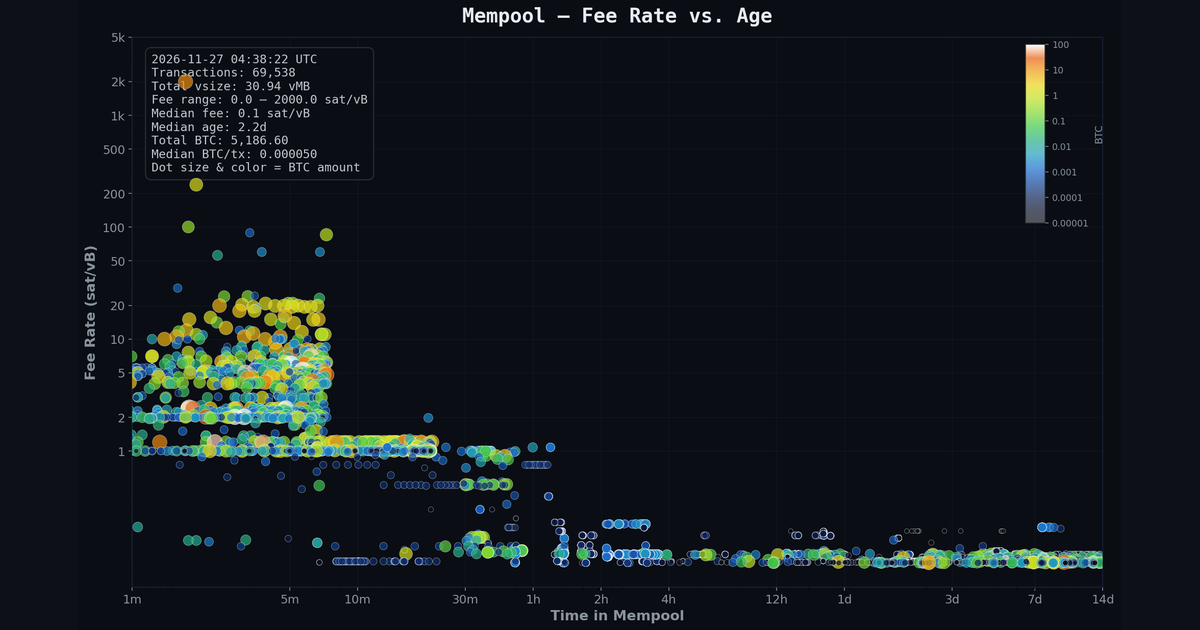 Mempool — Fee Rate vs. Age
2026-11-27 04:38:22 UTC
Transactions: 69,538
Total vsize: 30.94 vMB
Fee range: 0.0 — 2000.0 sat/vB
Median fee: 0.1 sat/vB
Median age: 2.2d
Total BTC: 5,186.60
Median BTC/tx: 0.000050
Dot size & color = BTC amount
100
10
1
0.1
0.01
0.001
0.0001
0.00001
BTC
Fee Rate (sat/vB)
5k
2k
1k
500
200
100
50
20
10
5
2
1
1m
5m
10m
30m
1h
2h
4h
12h
1d
3d
7d
14d
Time in Mempool